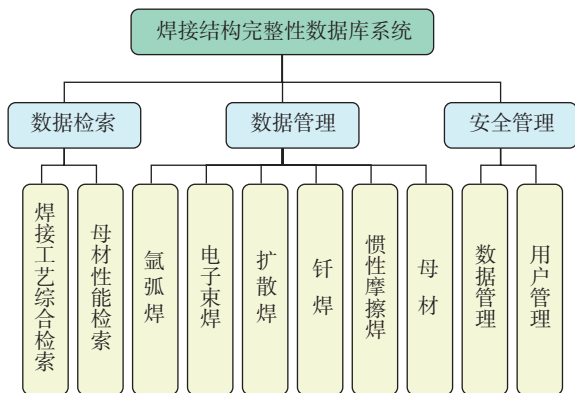 焊接结构完整性数据库系统
数据检索
数据管理
安全管理
焊接工艺综合检索
母材性能检索
氩弧焊
电子束焊
扩散焊
钎焊
惯性摩擦焊
母材
数据管理
用户管理